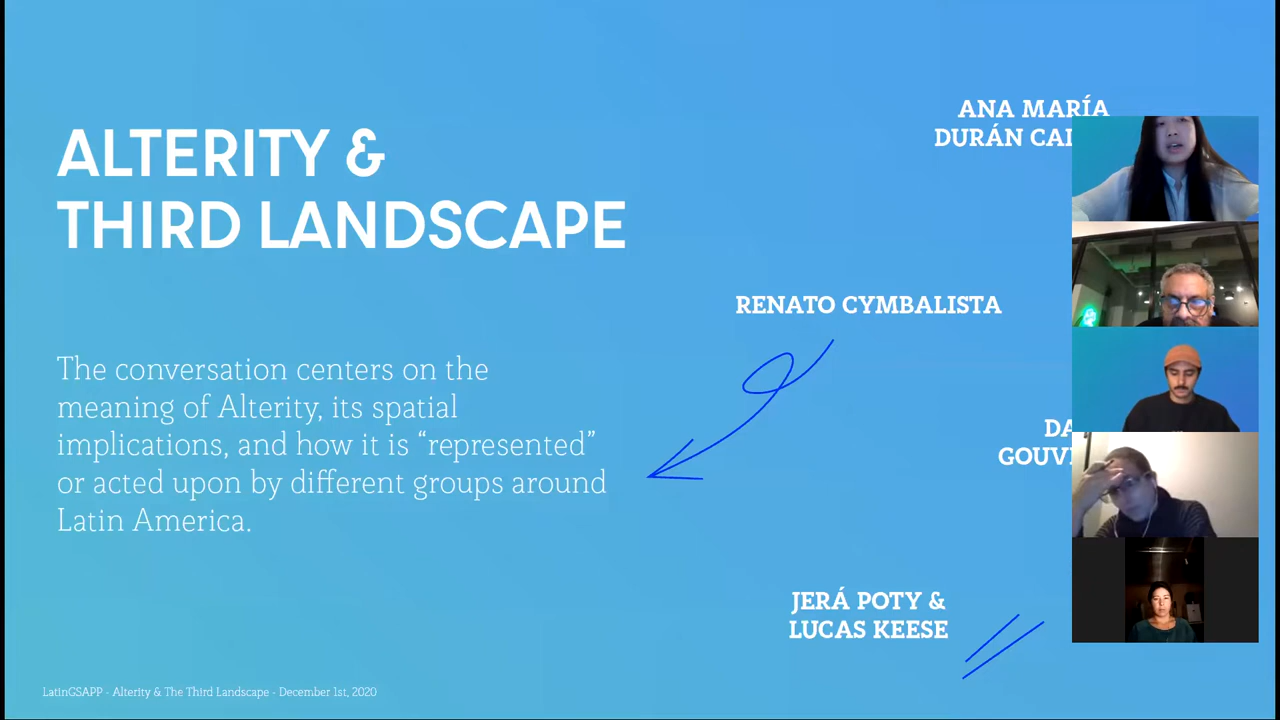 ALTERITY &
THIRD LANDSCAPE
The conversation centers on the
meaning of Alterity, its spatial
implications, and how it is “represented”
or acted upon by different groups around
Latin America.
ANA MARÍA
DURÁN
RENATO CYMBALISTA
JERÁ POTY &
LUCAS KEESE
LatinGSAPP - Alterity & The Third Landscape - December 1st, 2020